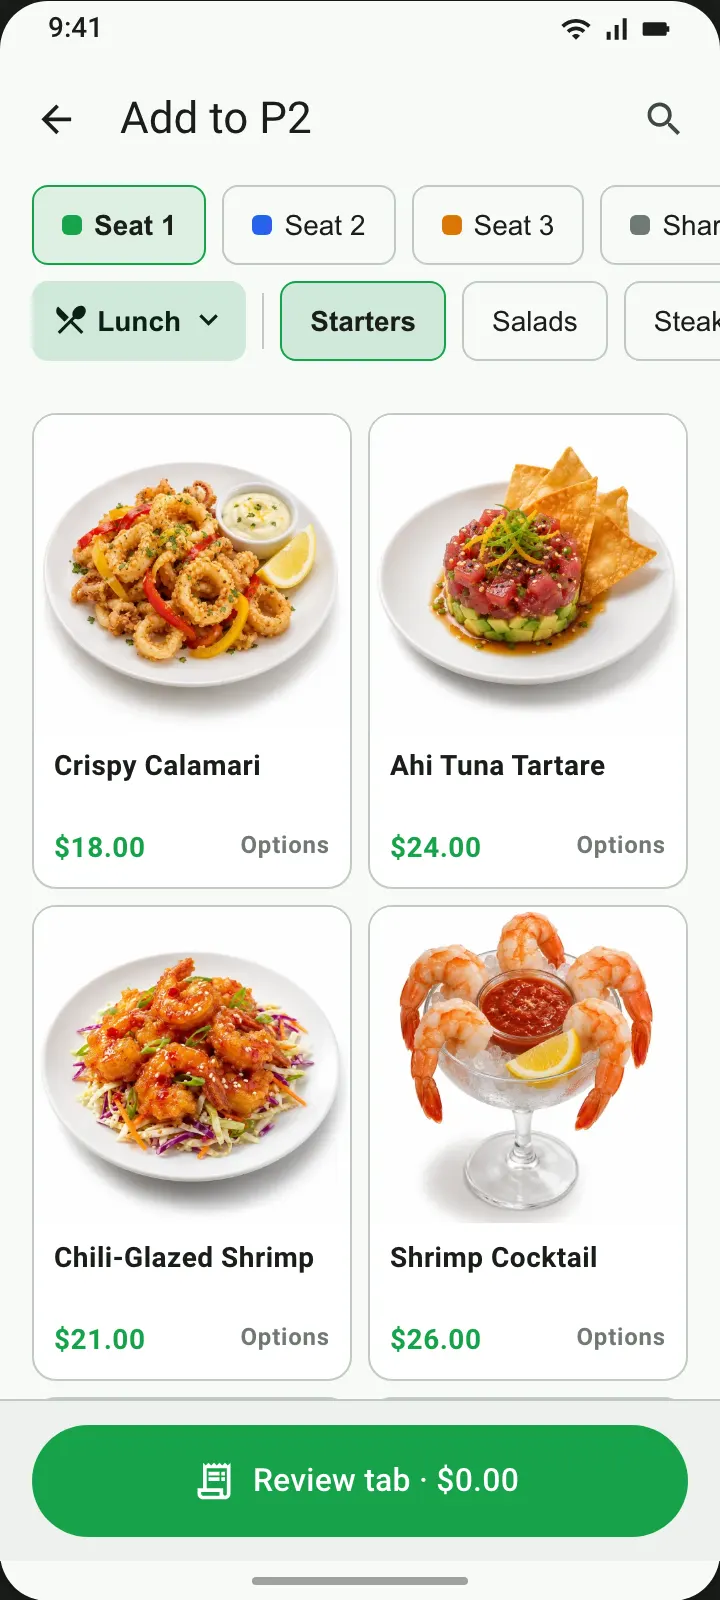 9:41
Add to P2
Seat 1 Seat 2 Seat 3 Shar
Lunch Starters Salads Steak
Crispy Calamari Ahi Tuna Tartare
$18.00 Options $24.00 Options
Chili-Glazed Shrimp Shrimp Cocktail
$21.00 Options $26.00 Options
Review tab · $0.00